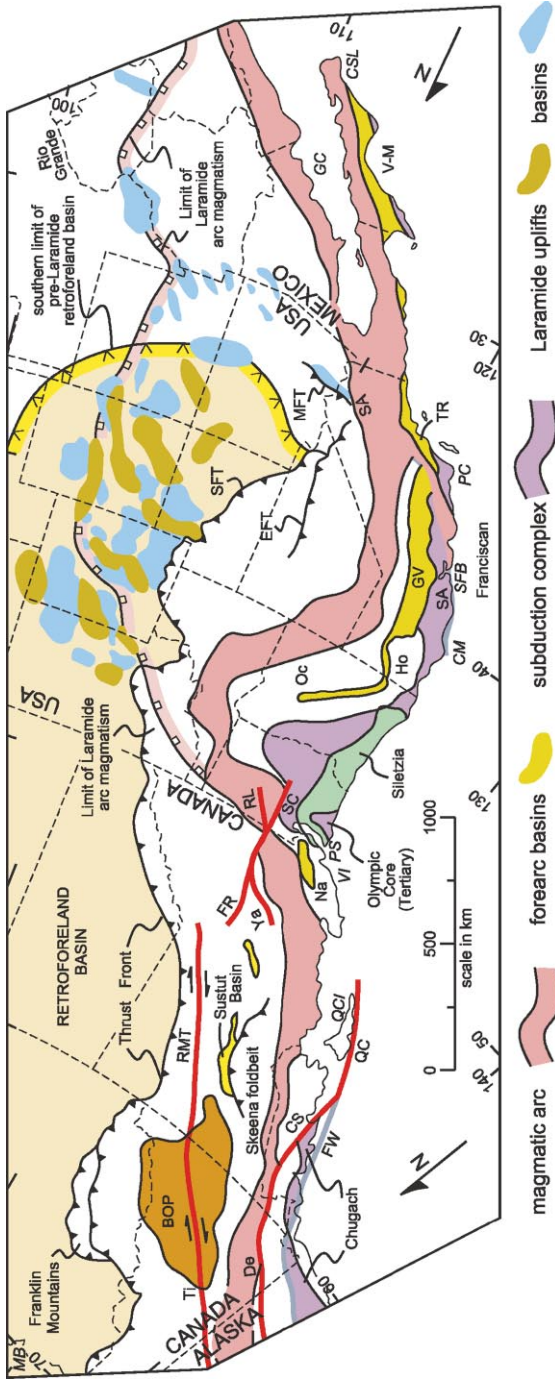 MB
70
Franklin
Mountains
RETROFORELAND
BASIN
Thrust Front
USA
CANADA
Limit of Laramide
arc magmatism
southern limit of
pre-Laramide
retroforeland basin
Rio
Grande
100
110
Limit of
Laramide
arc magmatism
SFT
EFT
MFT
USA
MEXICO
GC
CSL
N
V-M
SA
30
120
TR
PC
SFB
Franciscan
SA
GV
CM
Ho
Oc
40
130
Siletzia
SC
PS
VI
Olympic
Core
(Tertiary)
Na
RL
FR
Ya
RMT
Sustut
Basin
Skeena foldbelt
BOP
Ti
De
CANADA
ALASKA
CS
QCI
QC
FW
Chugach
60
50
140
N
0 500 1000
scale in km
magmatic arc
forearc basins
subduction complex
Laramide uplifts
basins